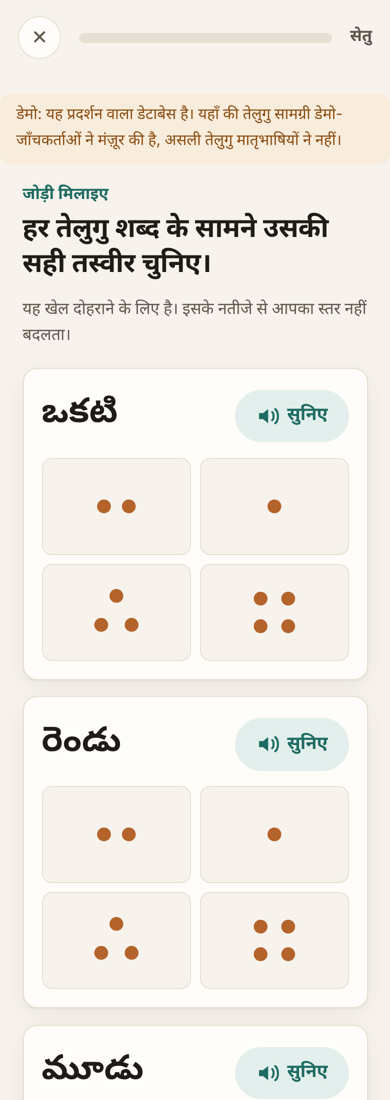 सेतु
डेमो: यह प्रदर्शन वाला डेटाबेस है। यहाँ की तेलुगु सामग्री डेमो-
जाँचकर्ताओं ने मंज़ूर की है, असली तेलुगु मातृभाषियों ने नहीं।
जोड़ी मिलाइए
हर तेलुगु शब्द के सामने उसकी
सही तस्वीर चुनिए।
यह खेल दोहराने के लिए है। इसके नतीजे से आपका स्तर नहीं
बदलता।
ఒకటి
सुनिए
రెండు
सुनिए
మూడు
सुनिए